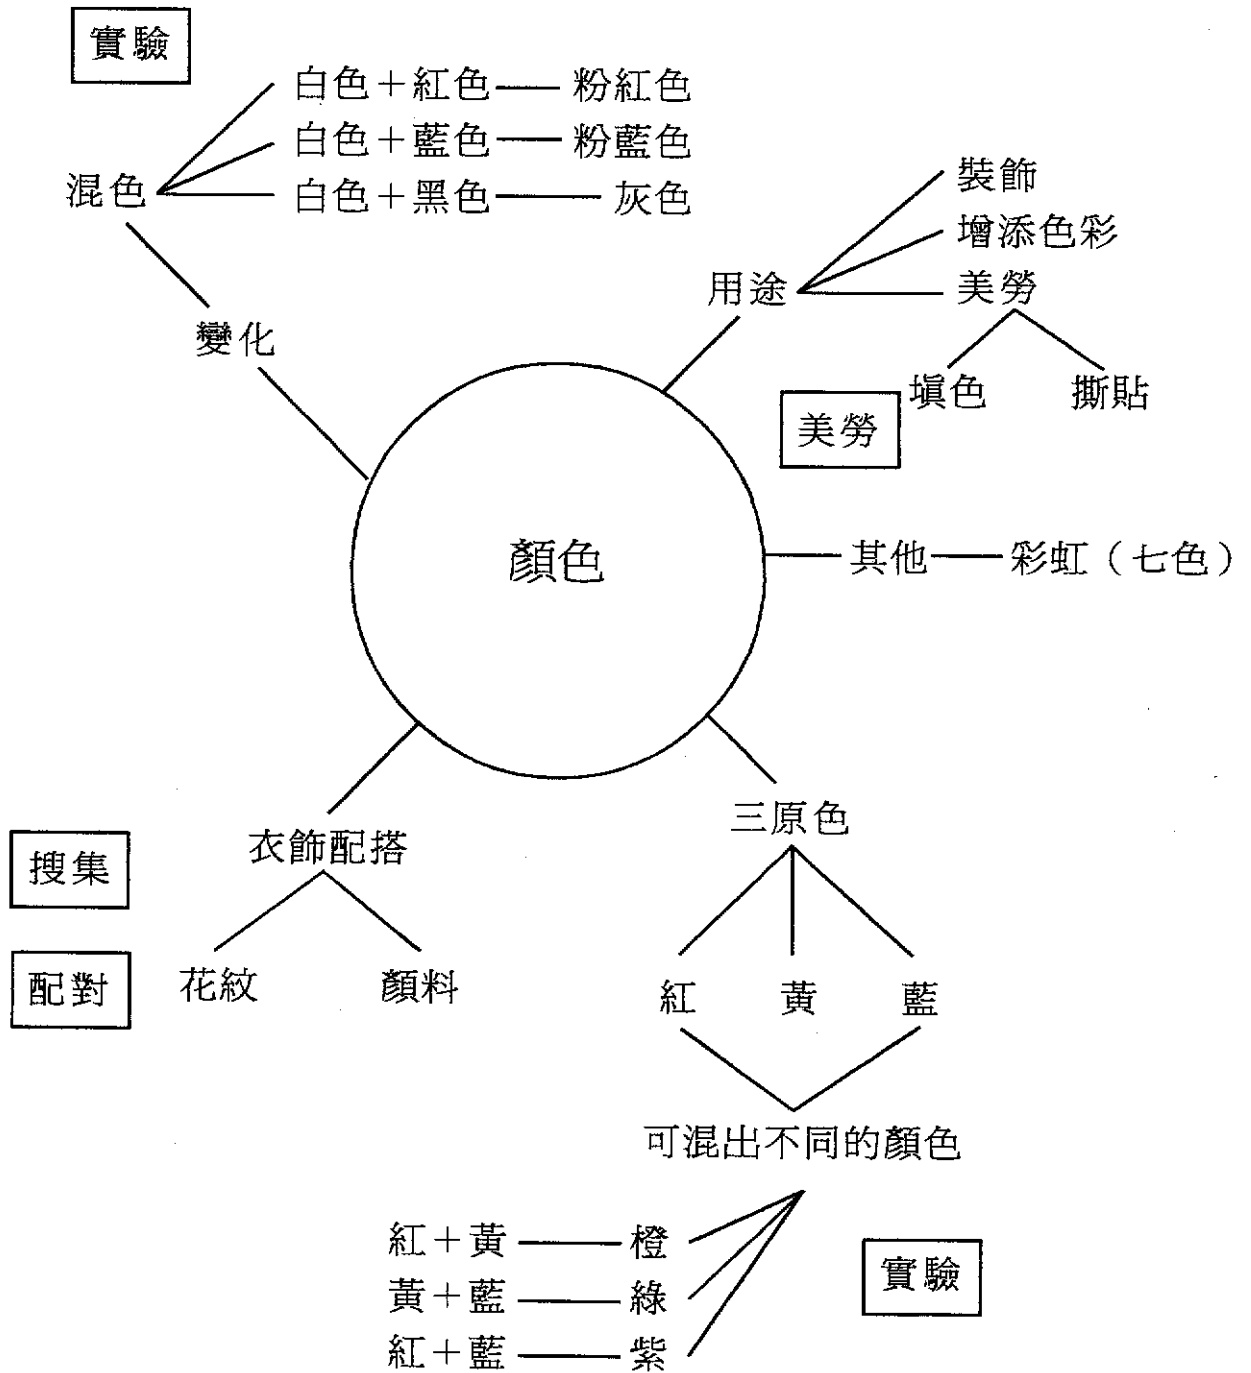 實驗
白色＋紅色——粉紅色
白色＋藍色——粉藍色
混色
白色＋黑色——灰色
變化
裝飾
增添色彩
用途
美勞
填色
撕貼
美勞
顏色
其他——彩虹（七色）
衣飾配搭
搜集
花紋
顏料
配對
三原色
紅
黃
藍
可混出不同的顏色
紅＋黃——橙
黃＋藍——綠
紅＋藍——紫
實驗